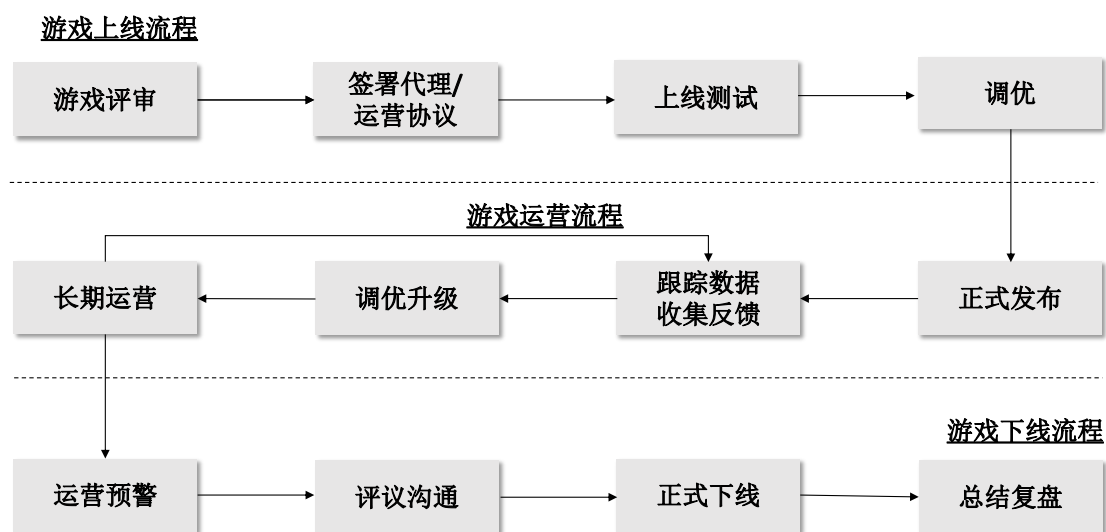 游戏上线流程
游戏评审
签署代理/
运营协议
上线测试
调优
游戏运营流程
长期运营
调优升级
跟踪数据
收集反馈
正式发布
游戏下线流程
运营预警
评议沟通
正式下线
总结复盘